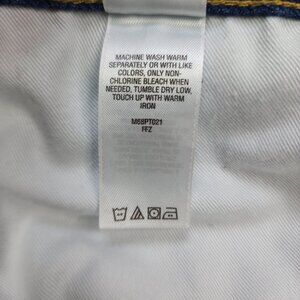 MACHINE WASH WARM
SEPARATELY OR WITH LIKE
COLORS, ONLY NON-
CHLORINE BLEACH WHEN
NEEDED, TUMBLE DRY LOW,
TOUCH UP WITH WARM
IRON
M68PT021
FFZ